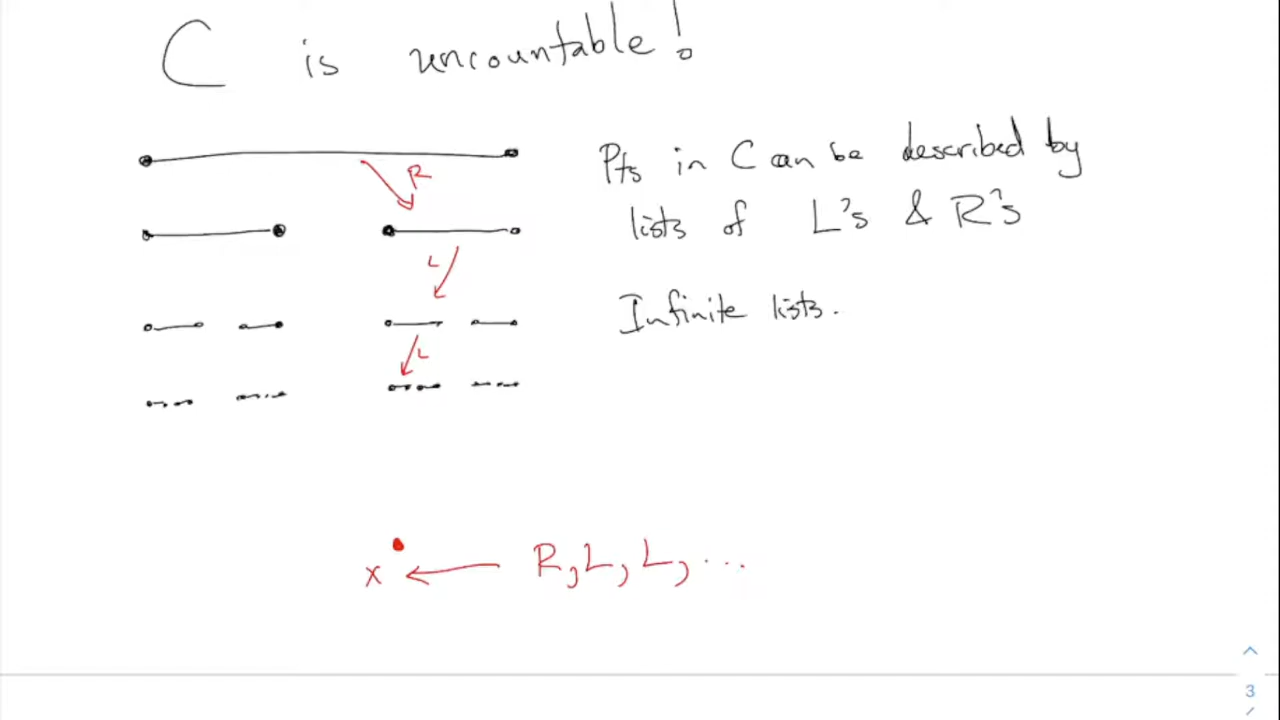 C is uncountable!
Pts in C can be described by
lists of L's & R's
Infinite lists.
R
L
L
x ← R, L, L, ...
3